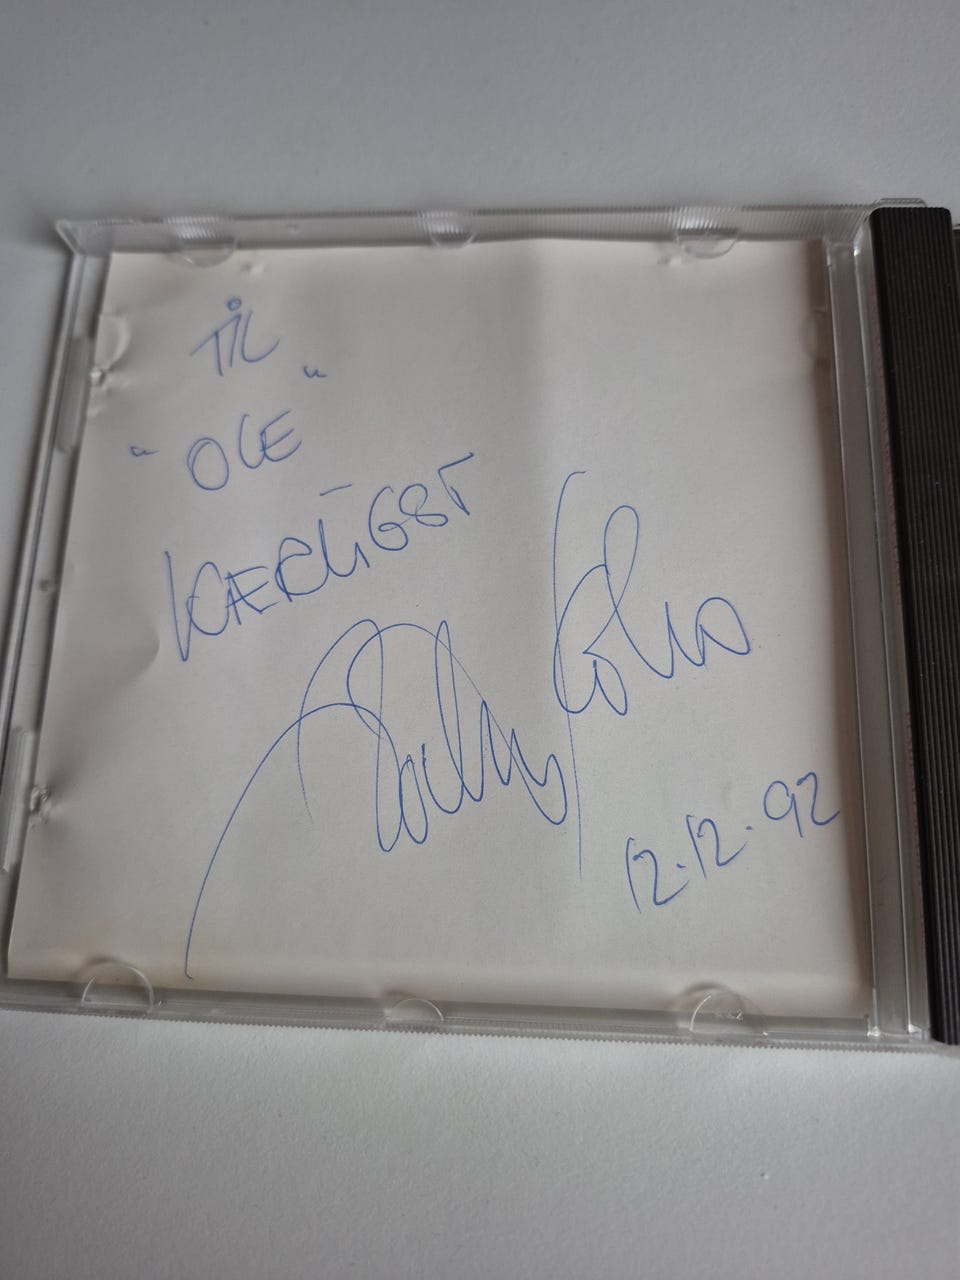 TIL
"OLE"
KÆRLIGST
12.12.92